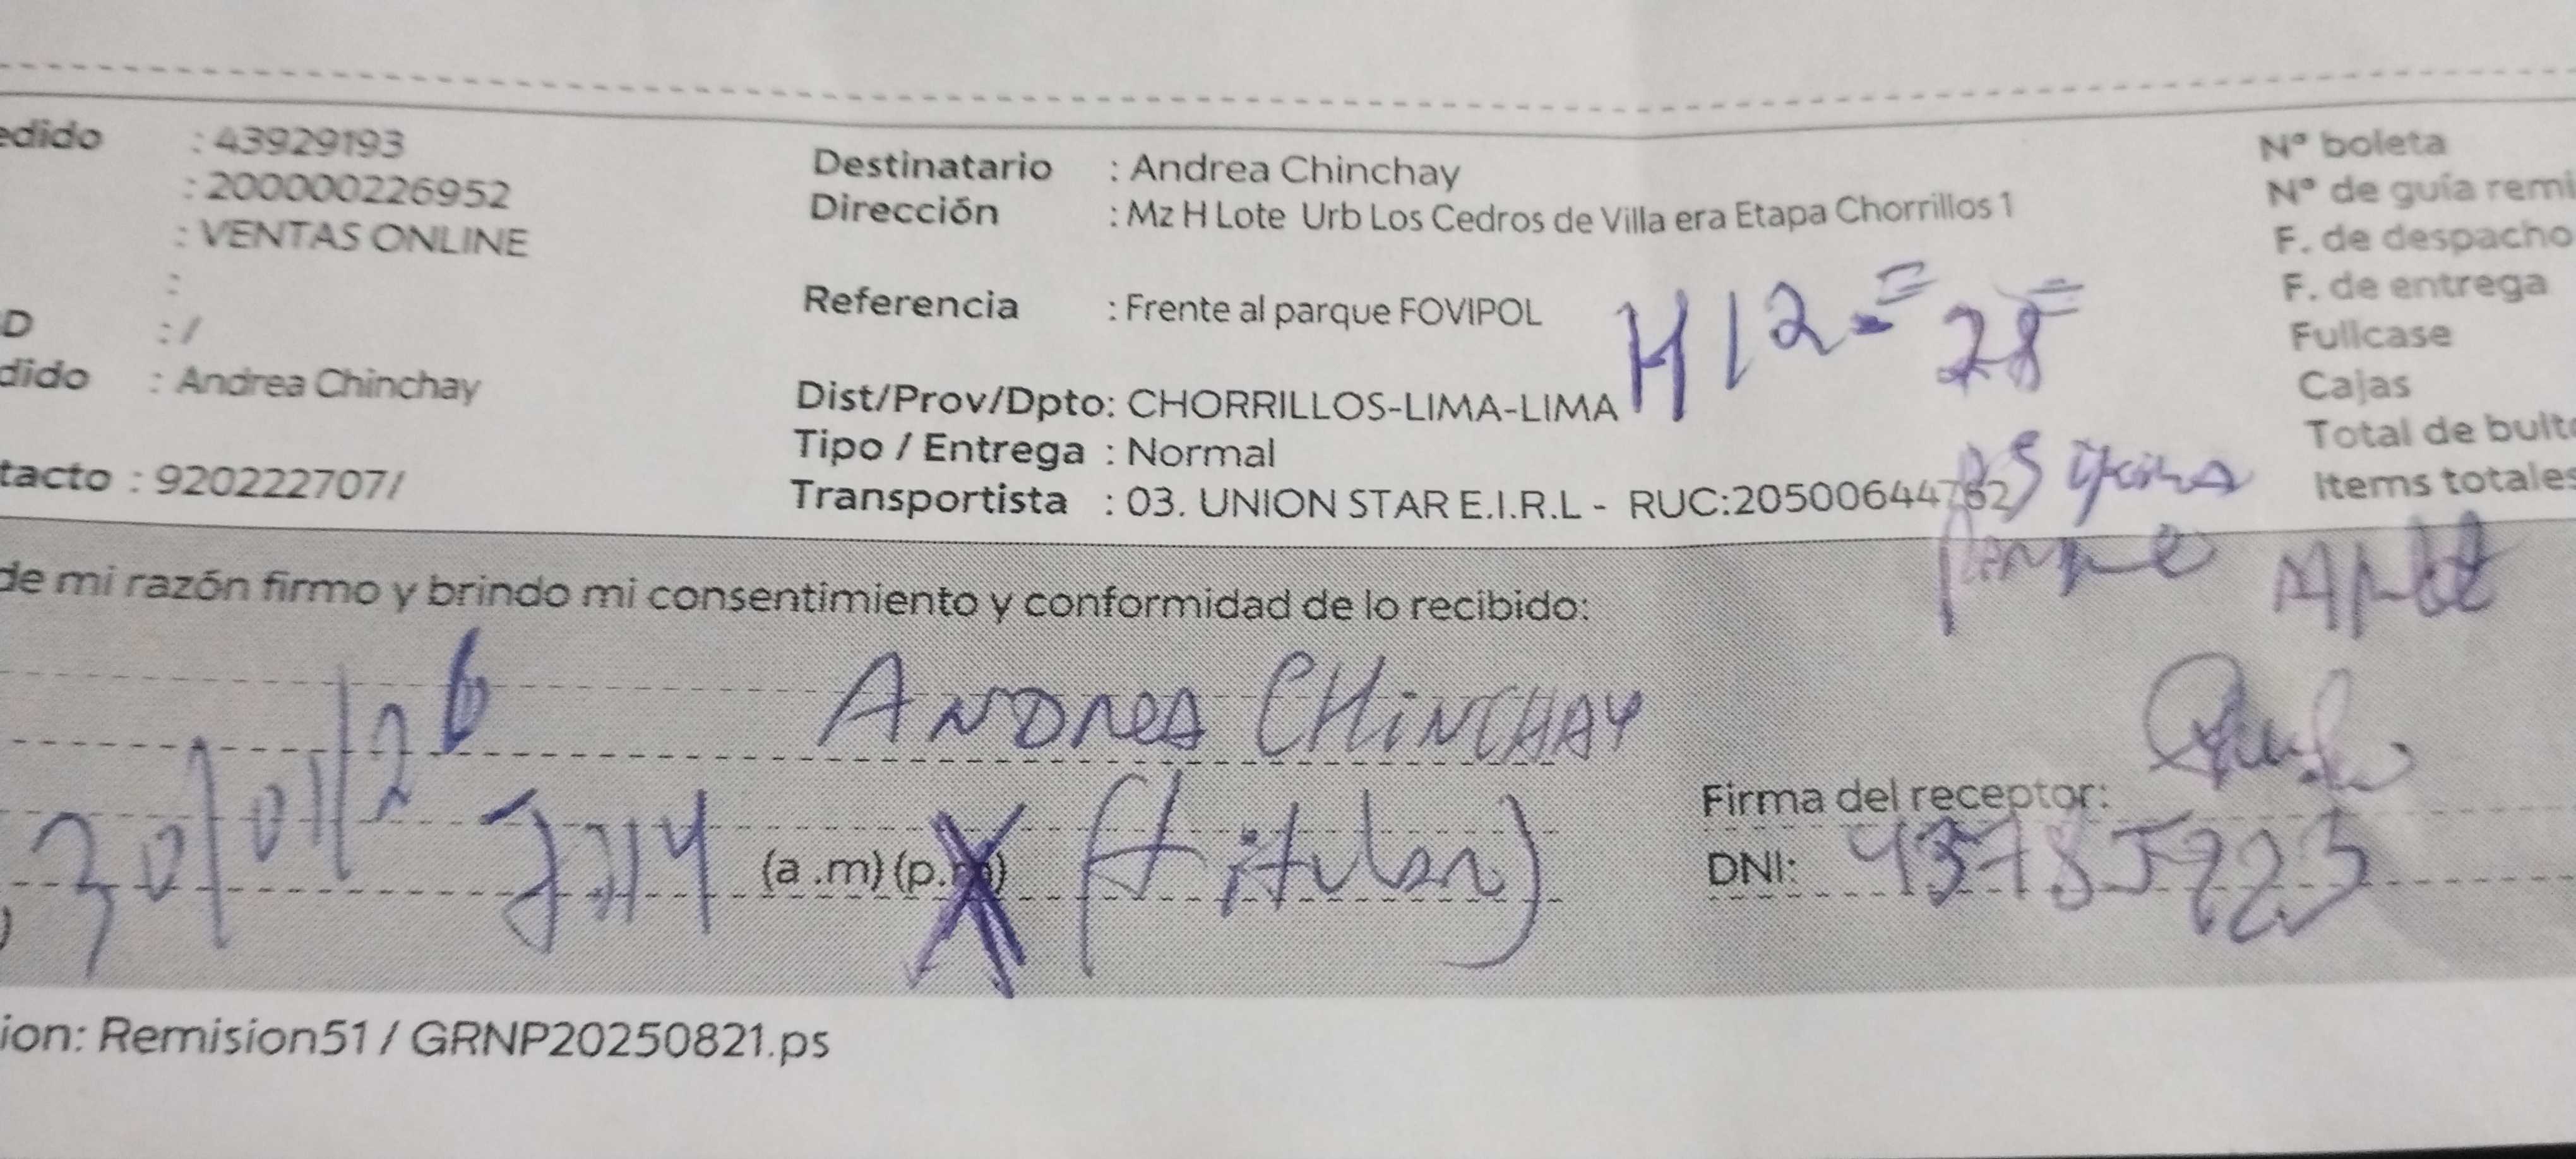 edido : 43929193
: 200000226952
: VENTAS ONLINE
:
D : /
dido : Andrea Chinchay
tacto : 920222707/
Destinatario : Andrea Chinchay
Dirección : Mz H Lote Urb Los Cedros de Villa era Etapa Chorrillos 1
Referencia : Frente al parque FOVIPOL
Dist/Prov/Dpto: CHORRILLOS-LIMA-LIMA
Tipo / Entrega : Normal
Transportista : 03. UNION STAR E.I.R.L - RUC:20500644762
N° boleta
N° de guía remi
F. de despacho
F. de entrega
Fullcase
Cajas
Total de bulto
Items totales
H 12 = 28
de mi razón firmo y brindo mi consentimiento y conformidad de lo recibido:
30/01/26
ANDREA CHINCHAY
7:14 (a .m) (p.m) (titular)
Firma del receptor:
DNI:
ion: Remision51 / GRNP20250821.ps